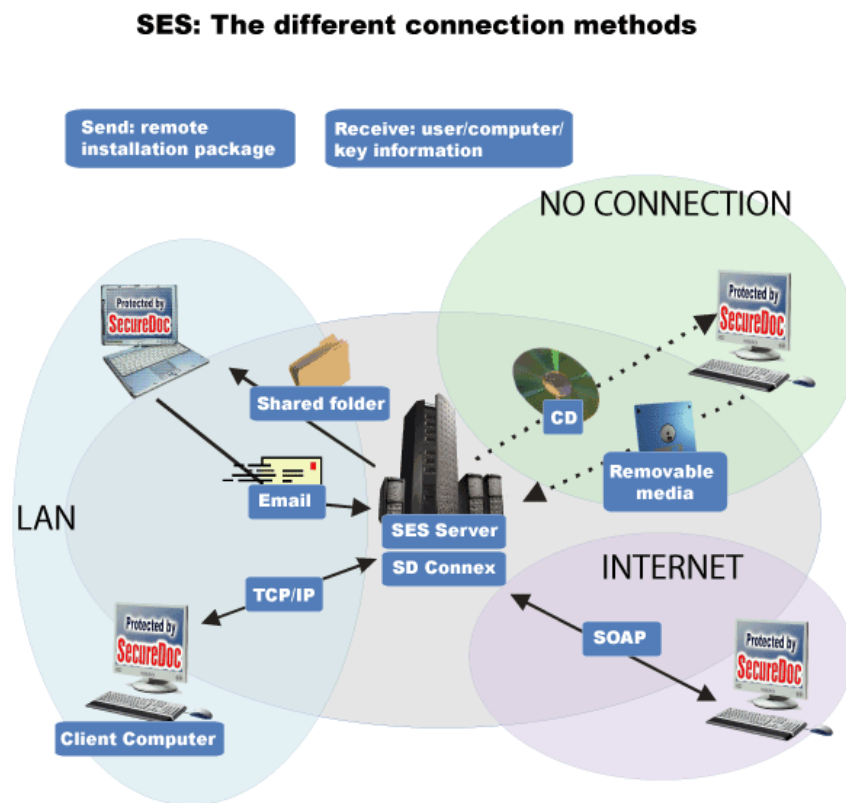 SES: The different connection methods
Send: remote
installation package
Receive: user/computer/
key information
NO CONNECTION
Protected by
SecureDoc
Protected by
SecureDoc
Shared folder
CD
Removable
media
Email
LAN
SES Server
SD Connex
INTERNET
TCP/IP
SOAP
Protected by
SecureDoc
Protected by
SecureDoc
Client Computer